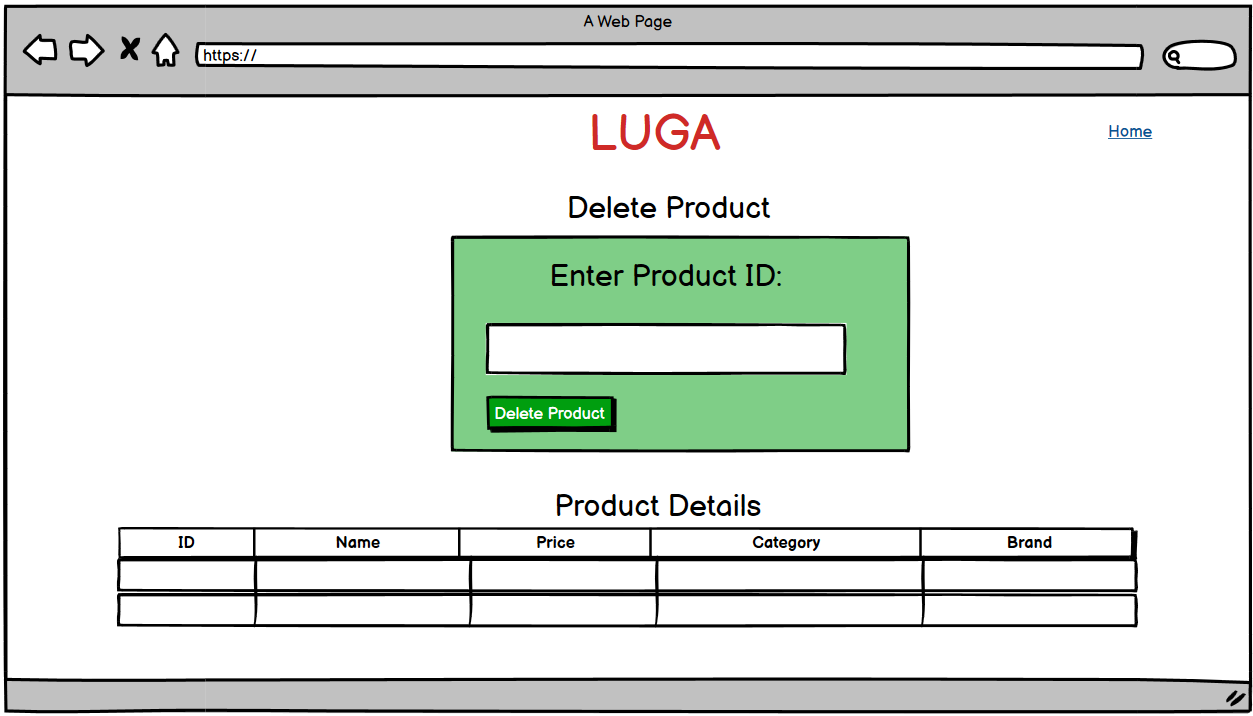 A Web Page
https://
LUGA
Home
Delete Product
Enter Product ID:
Delete Product
Product Details
ID Name Price Category Brand